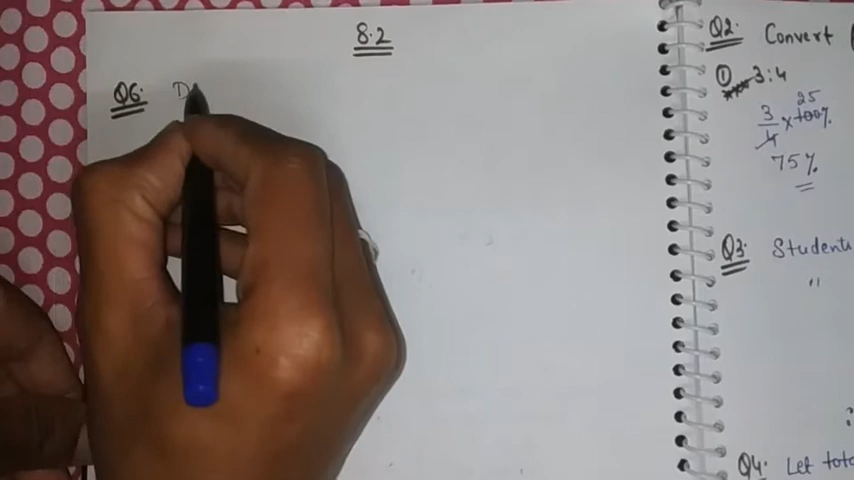 8.2
Q6. D
Q2. Convert
① 3:4
3/4 × 100% 25
75%
Q3. Students
"
Q4. Let tota